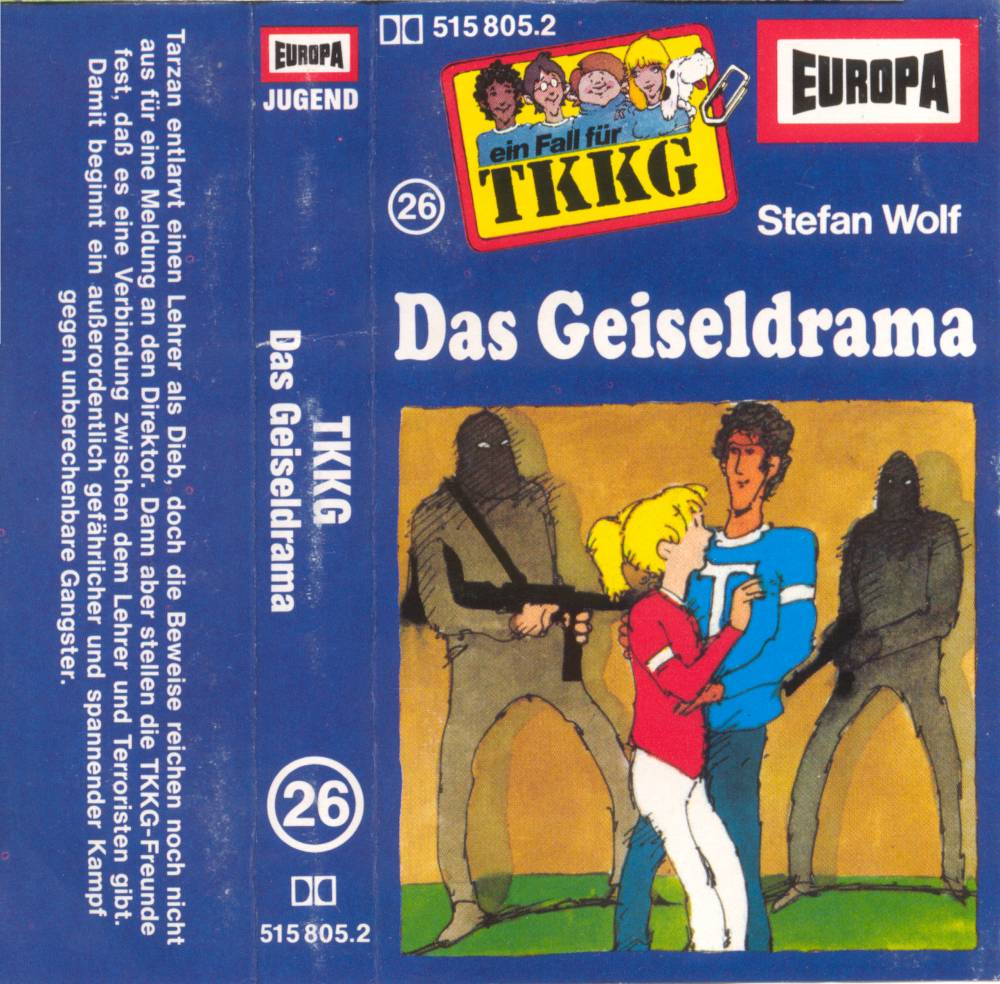 Tarzan entlarvt einen Lehrer als Dieb, doch die Beweise reichen noch nicht
aus für eine Meldung an den Direktor. Dann aber stellen die TKKG-Freunde
fest, daß es eine Verbindung zwischen dem Lehrer und Terroristen gibt.
Damit beginnt ein außerordentlich gefährlicher und spannender Kampf
gegen unberechenbare Gangster.
EUROPA
JUGEND
TKKG
Das Geiseldrama
26
515 805.2
515 805.2
ein Fall für
TKKG
26
EUROPA
Stefan Wolf
Das Geiseldrama
T